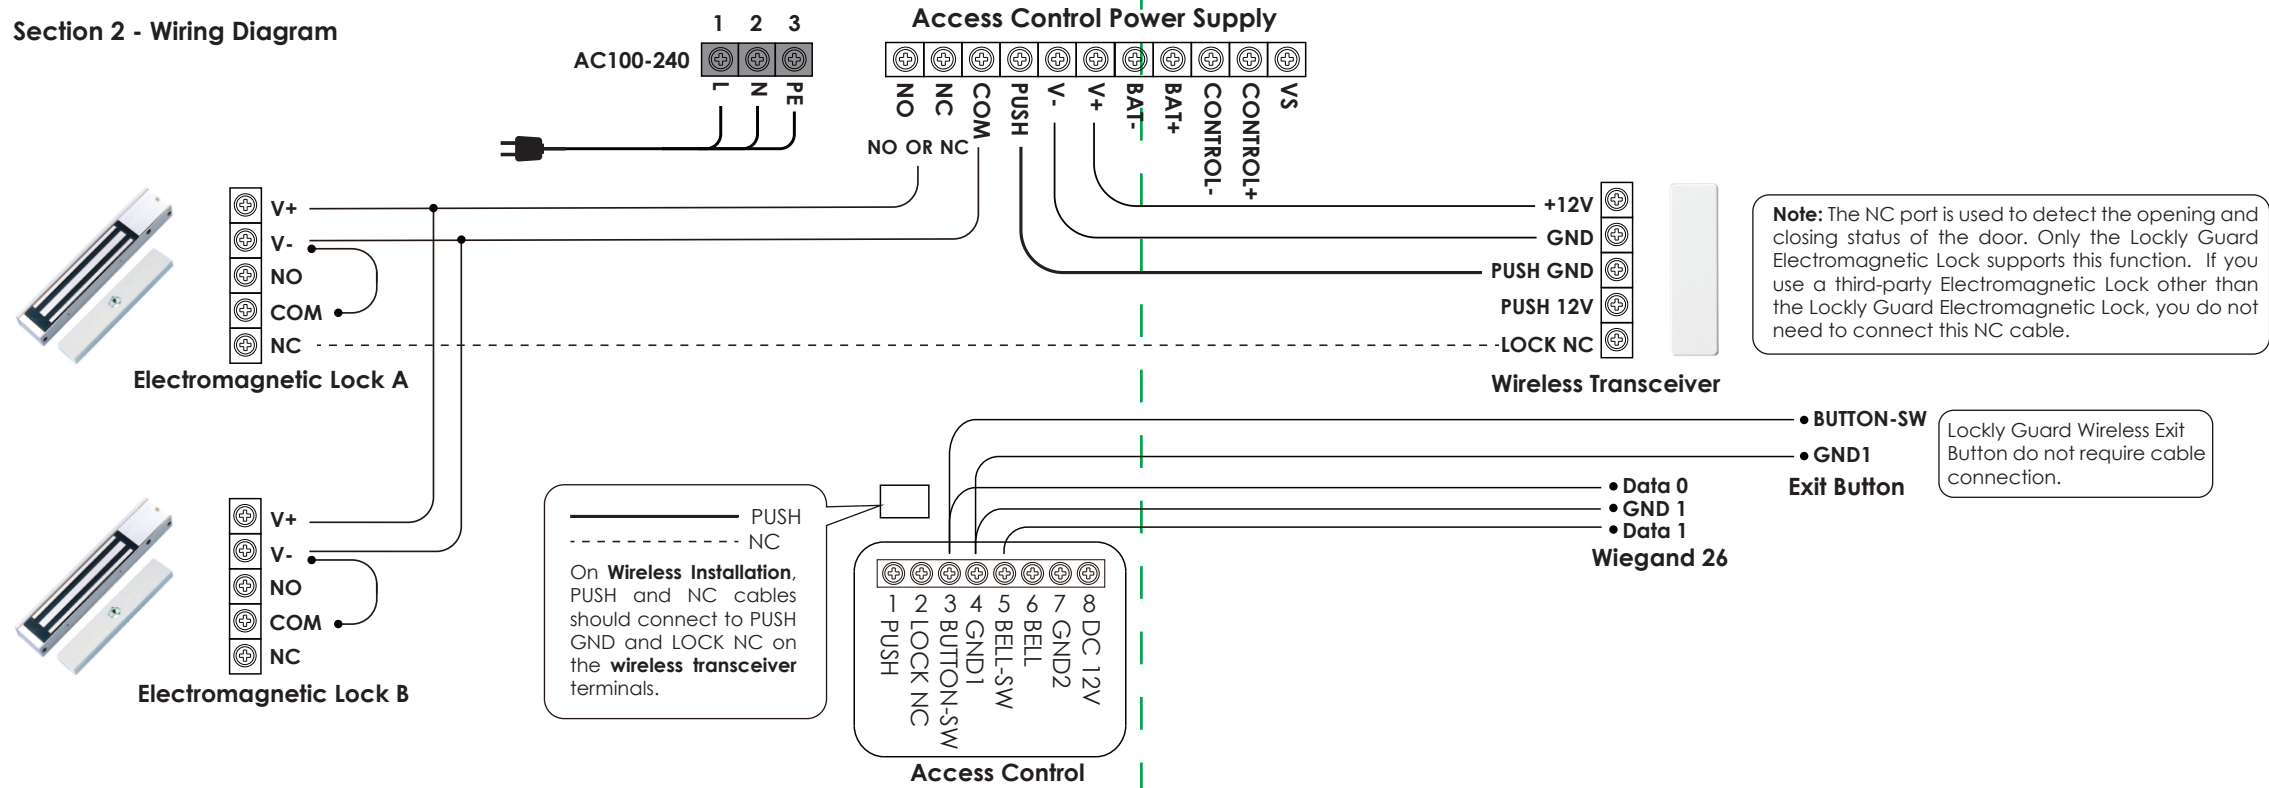 Section 2 - Wiring Diagram
1 2 3
AC100-240
L N PE
Access Control Power Supply
NO NC COM PUSH V- V+ BAT- BAT+ CONTROL- CONTROL+ VS
NO OR NC
V+
V-
NO
COM
NC
Electromagnetic Lock A
+12V
GND
PUSH GND
PUSH 12V
LOCK NC
Wireless Transceiver
Note: The NC port is used to detect the opening and
closing status of the door. Only the Lockly Guard
Electromagnetic Lock supports this function. If you
use a third-party Electromagnetic Lock other than
the Lockly Guard Electromagnetic Lock, you do not
need to connect this NC cable.
V+
V-
NO
COM
NC
Electromagnetic Lock B
PUSH
NC
On Wireless Installation,
PUSH and NC cables
should connect to PUSH
GND and LOCK NC on
the wireless transceiver
terminals.
1 PUSH
2 LOCK NC
3 BUTTON-SW
4 GND1
5 BELL-SW
6 BELL
7 GND2
8 DC 12V
Access Control
BUTTON-SW
GND1
Exit Button
Lockly Guard Wireless Exit
Button do not require cable
connection.
Data 0
GND 1
Data 1
Wiegand 26